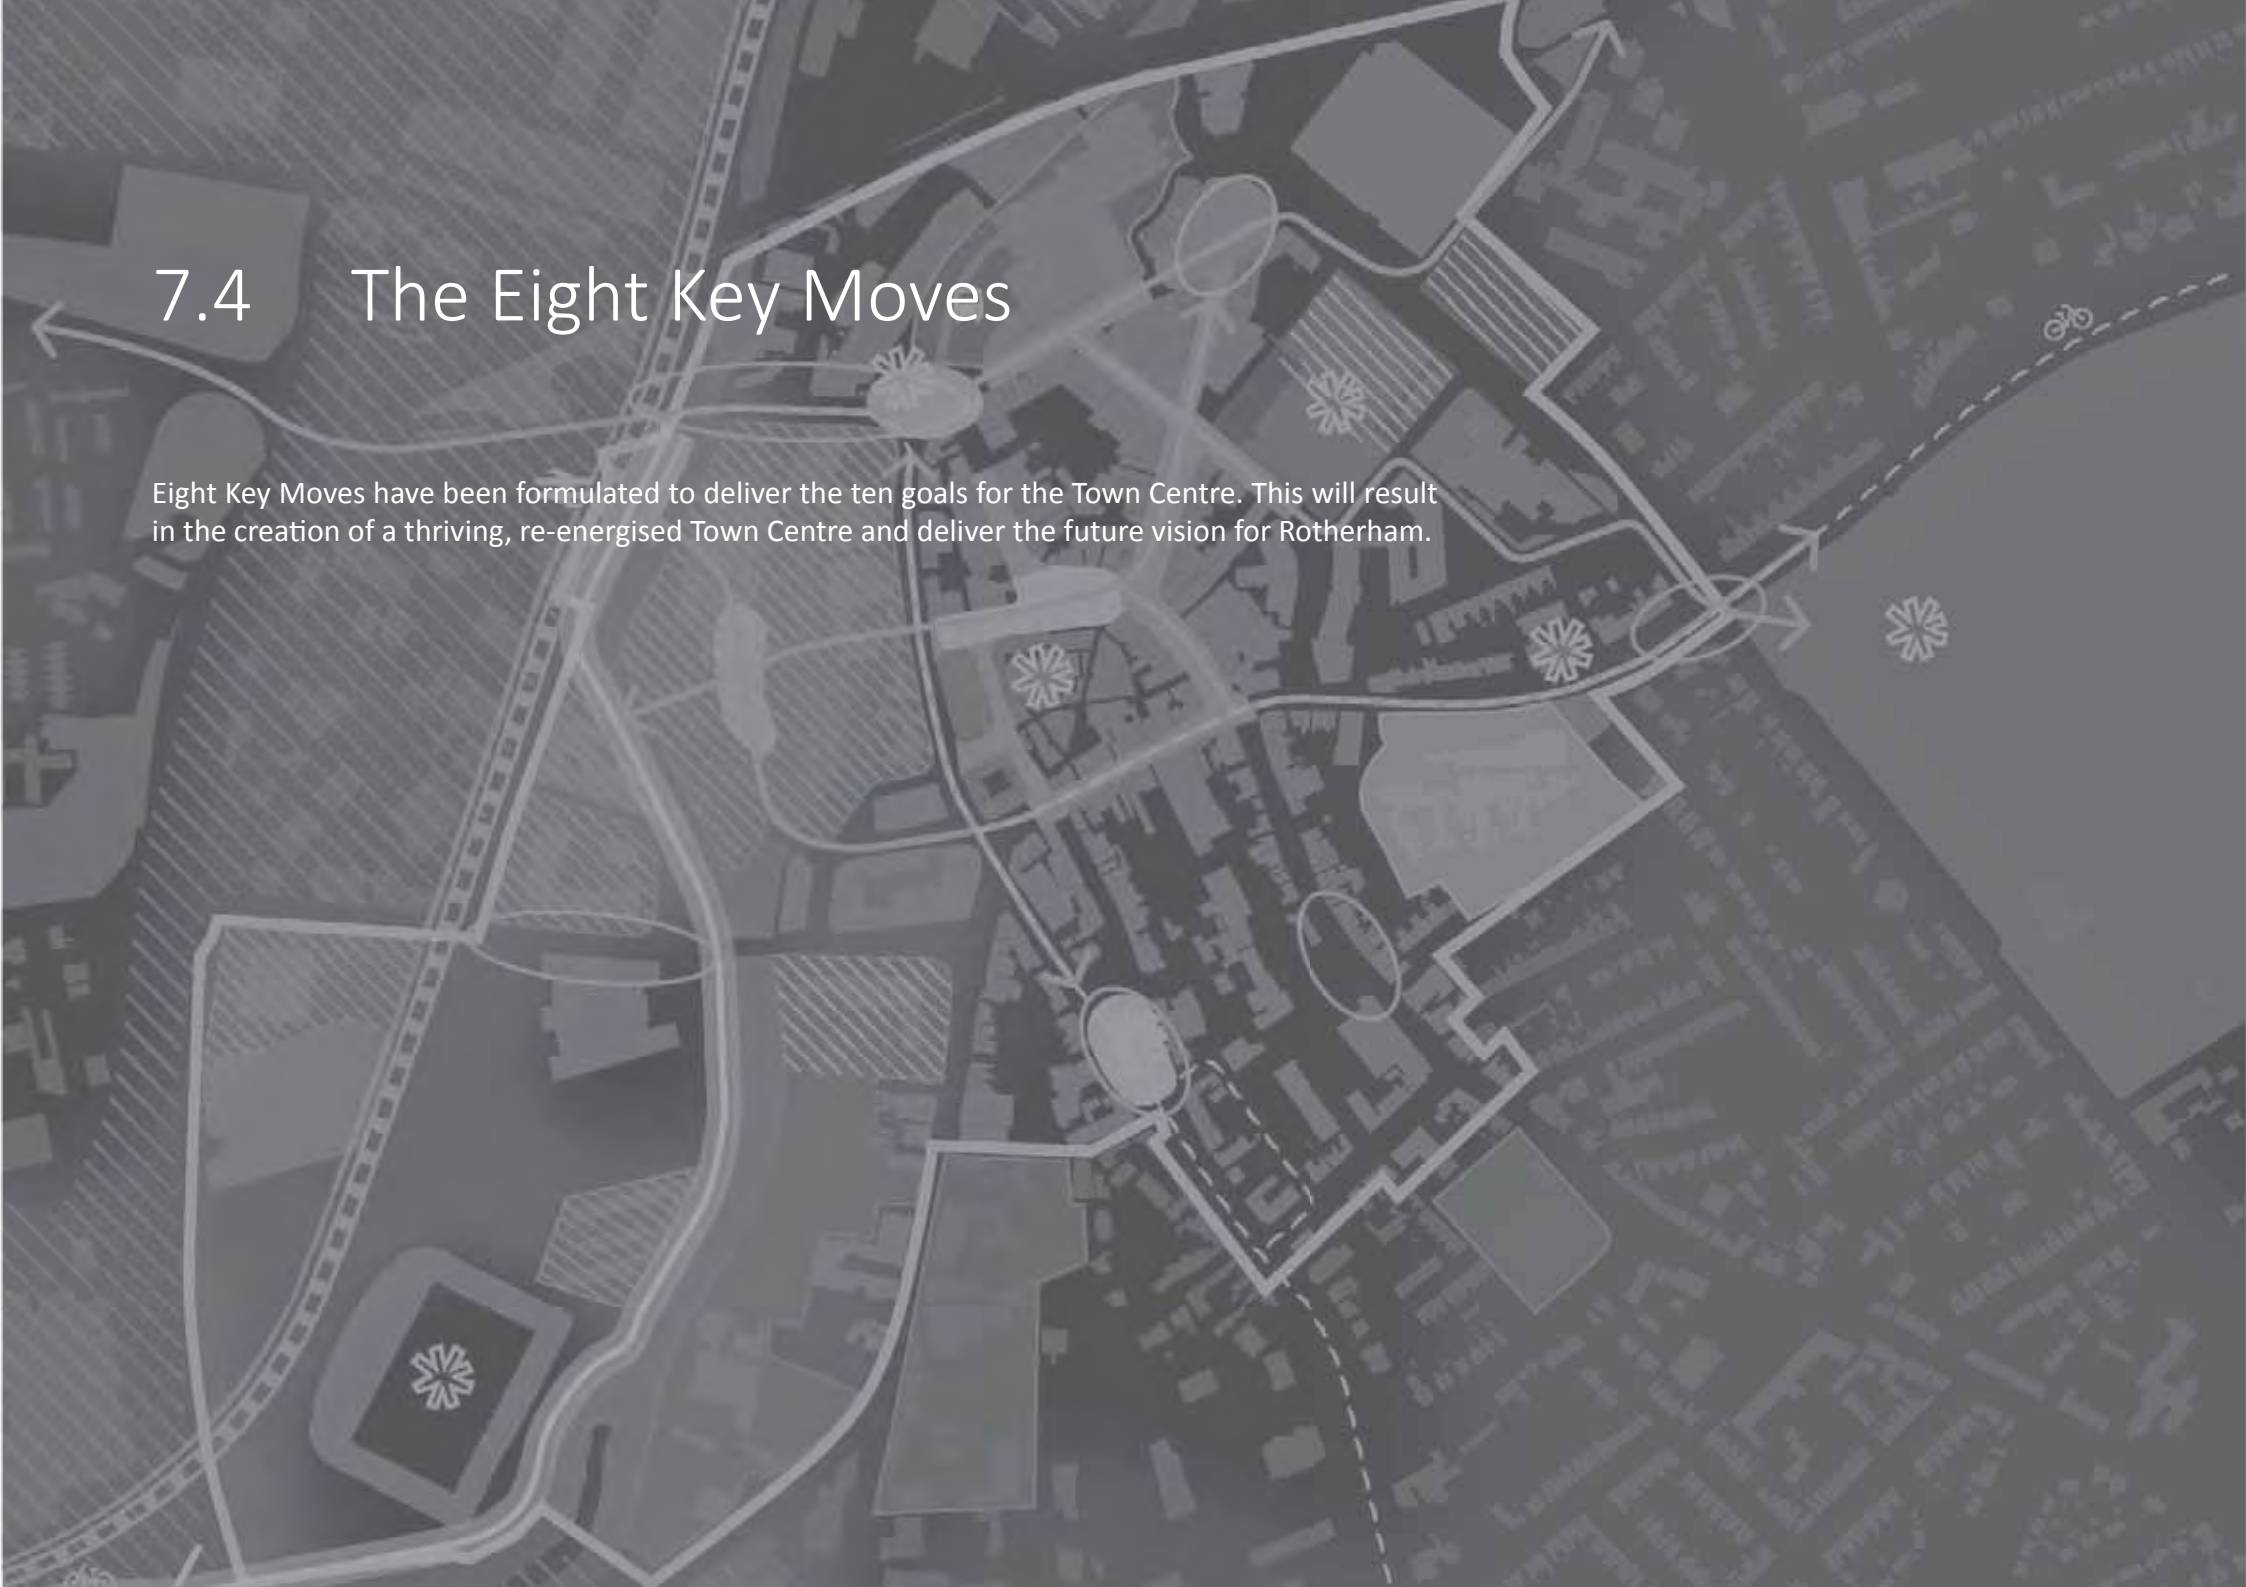 7.4 The Eight Key Moves
Eight Key Moves have been formulated to deliver the ten goals for the Town Centre. This will result
in the creation of a thriving, re-energised Town Centre and deliver the future vision for Rotherham.